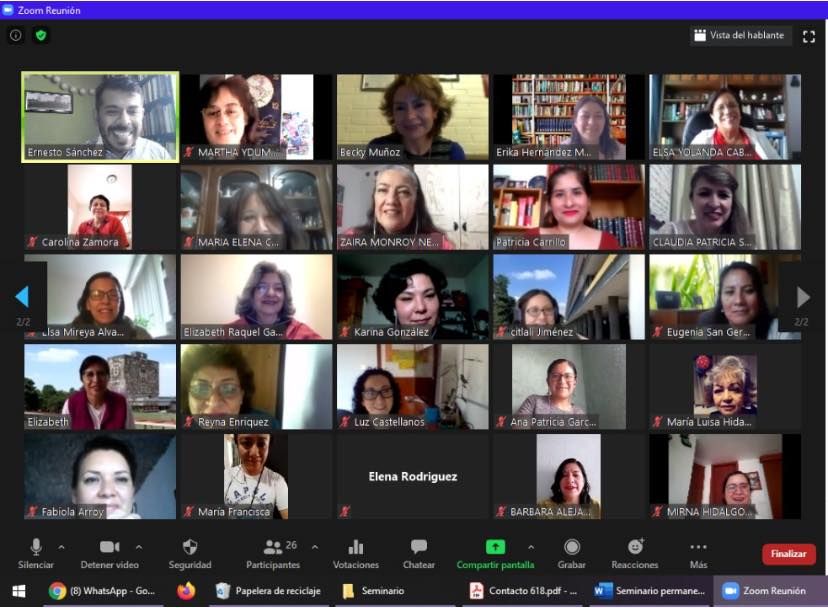 Zoom Reunión
Vista del hablante
Ernesto Sánchez
MARTHA YDUM...
Becky Muñoz
Erika Hernández M...
ELSA YOLANDA CAB...
Carolina Zamora
MARIA ELENA C...
ZAIRA MONROY NE...
Patricia Carrillo
CLAUDIA PATRICIA S...
2/2
Elsa Mireya Alva...
Elizabeth Raquel Ga...
Karina González
citlali Jiménez
Eugenia San Ger...
2/2
Elizabeth
Reyna Enriquez
Luz Castellanos
Ana Patricia Garc...
María Luisa Hida...
Fabiola Arroy
María Francisca
Elena Rodriguez
BARBARA ALEJA...
MIRNA HIDALGO...
Silenciar
Detener video
Seguridad
Participantes
26
Votaciones
Chatear
Compartir pantalla
Grabar
Reacciones
Más
Finalizar
(8) WhatsApp - Go...
Papelera de reciclaje
Seminario
Contacto 618.pdf - ...
Seminario permane...
Zoom Reunión